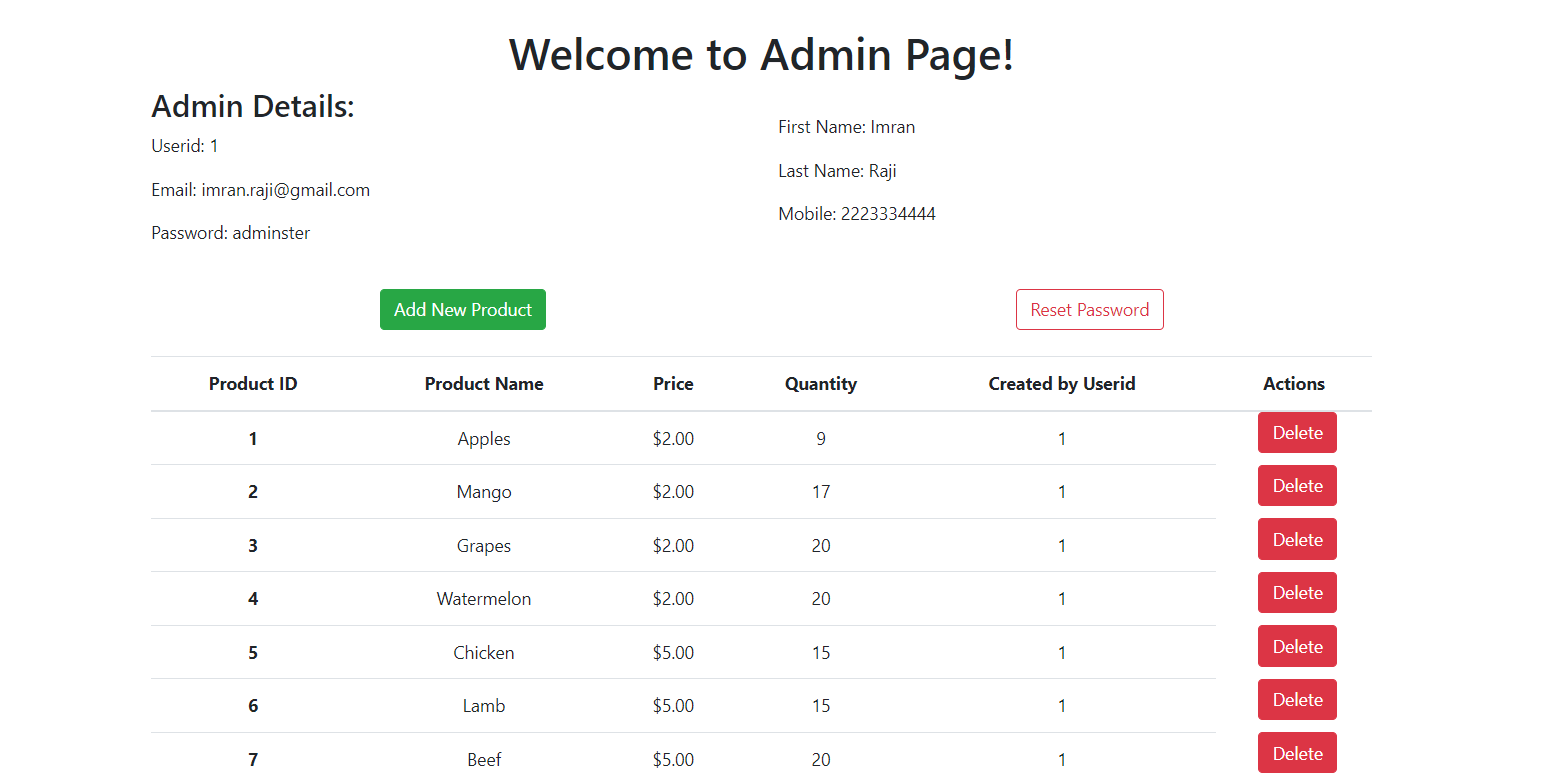 Welcome to Admin Page!
Admin Details:
Userid: 1
Email: imran.raji@gmail.com
Password: adminster
First Name: Imran
Last Name: Raji
Mobile: 2223334444
Add New Product
Reset Password
Product ID Product Name Price Quantity Created by Userid Actions
1 Apples $2.00 9 1 Delete
2 Mango $2.00 17 1 Delete
3 Grapes $2.00 20 1 Delete
4 Watermelon $2.00 20 1 Delete
5 Chicken $5.00 15 1 Delete
6 Lamb $5.00 15 1 Delete
7 Beef $5.00 20 1 Delete